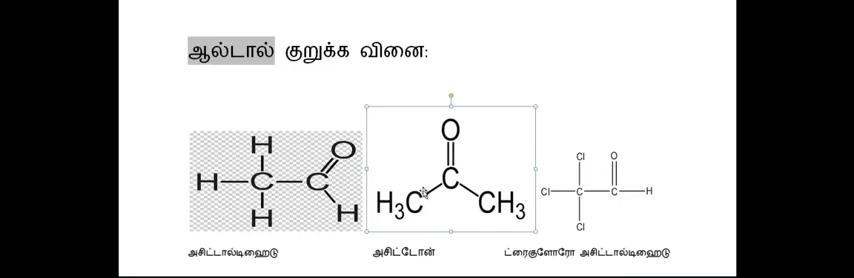 ஆல்டால் குறுக்க வினை:
H O
H C C
H H
O
C
H3C CH3
Cl O
Cl C C H
Cl
அசிட்டால்டிஹைடு அசிட்டோன் ட்ரைகுளோரோ அசிட்டால்டிஹைடு